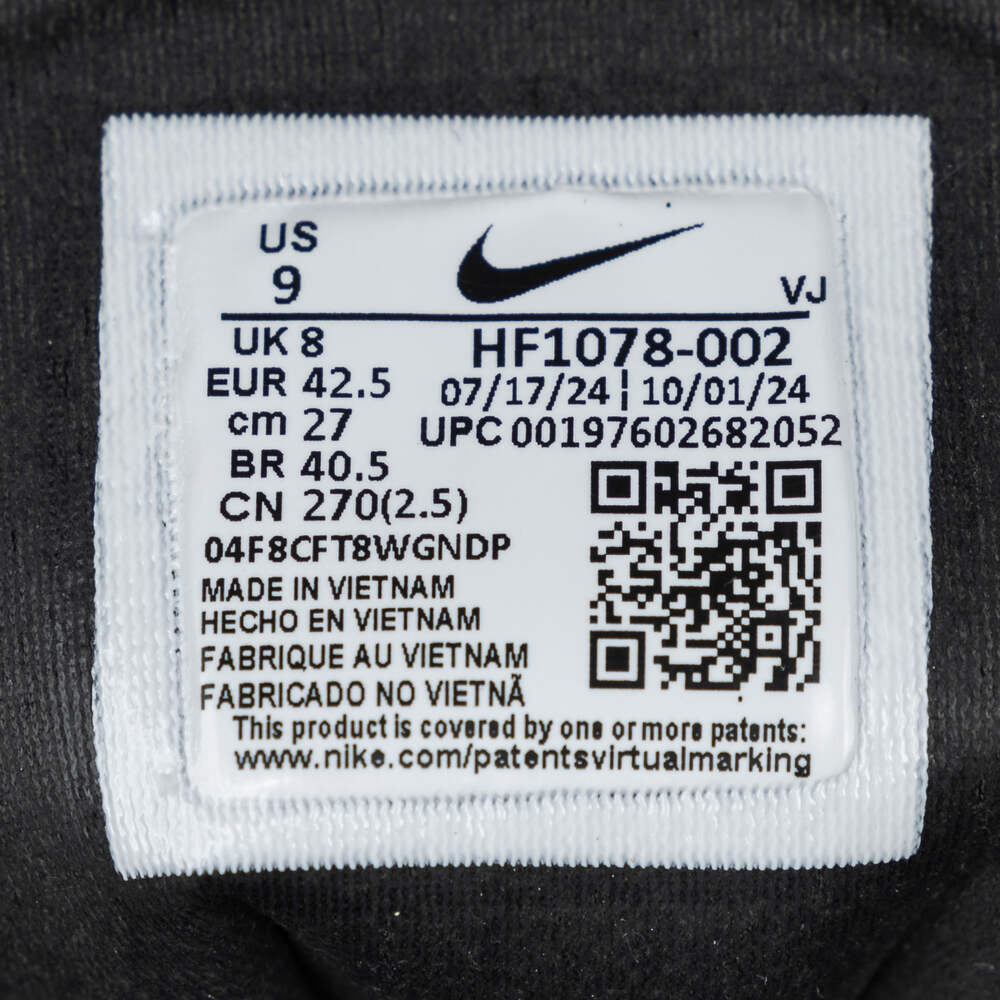 US
9
VJ
UK 8
HF1078-002
EUR 42.5
07/17/24 | 10/01/24
cm 27
UPC 00197602682052
BR 40.5
CN 270(2.5)
04F8CFT8WGNDP
MADE IN VIETNAM
HECHO EN VIETNAM
FABRIQUE AU VIETNAM
FABRICADO NO VIETNÃ
This product is covered by one or more patents:
www.nike.com/patentsvirtualmarking